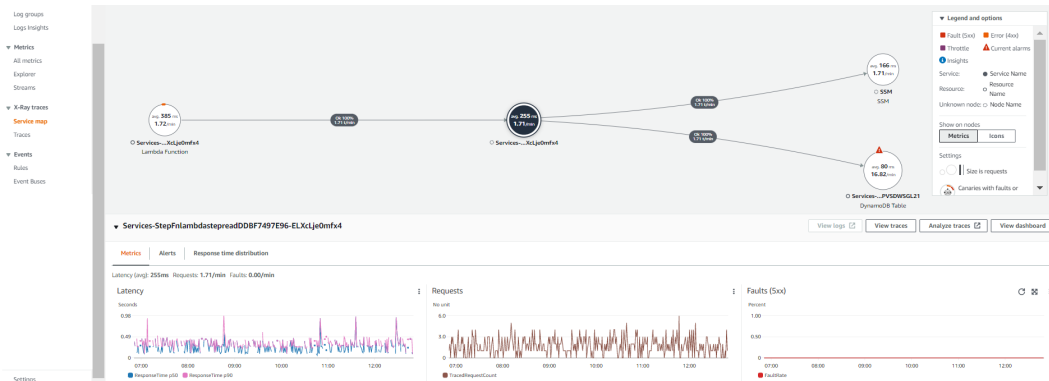 Log groups
Logs Insights
Metrics
All metrics
Explorer
Streams
X-Ray traces
Service map
Traces
Events
Rules
Event Buses
Settings
avg. 385 ms
1.72/min
Services-...XcLje0mfx4
Lambda Function
Ok 100%
1.71 t/min
avg. 255 ms
1.71/min
Services-...XcLje0mfx4
Ok 100%
1.71 t/min
Ok 100%
1.71 t/min
avg. 166 ms
1.71/min
SSM
SSM
avg. 80 ms
16.82/min
Services-...PVSDWSGL21
DynamoDB Table
Legend and options
Fault (5xx) Error (4xx)
Throttle Current alarms
Insights
Service: Service Name
Resource: Resource Name
Unknown node: Node Name
Show on nodes
Metrics Icons
Settings
Size is requests
Canaries with faults or
Services-StepFnlambdastepreadDDBF7497E96-ELXcLje0mfx4
View logs View traces Analyze traces View dashboard
Metrics Alerts Response time distribution
Latency (avg): 255ms Requests: 1.71/min Faults: 0.00/min
Latency
Seconds
0.98
0.49
0
07:00 08:00 09:00 10:00 11:00 12:00
ResponseTime p50 ResponseTime p90
Requests
No unit
6.0
3.0
0
07:00 08:00 09:00 10:00 11:00 12:00
TracedRequestCount
Faults (5xx)
Percent
1.00
0.50
0
07:00 08:00 09:00 10:00 11:00 12:00
FaultRate